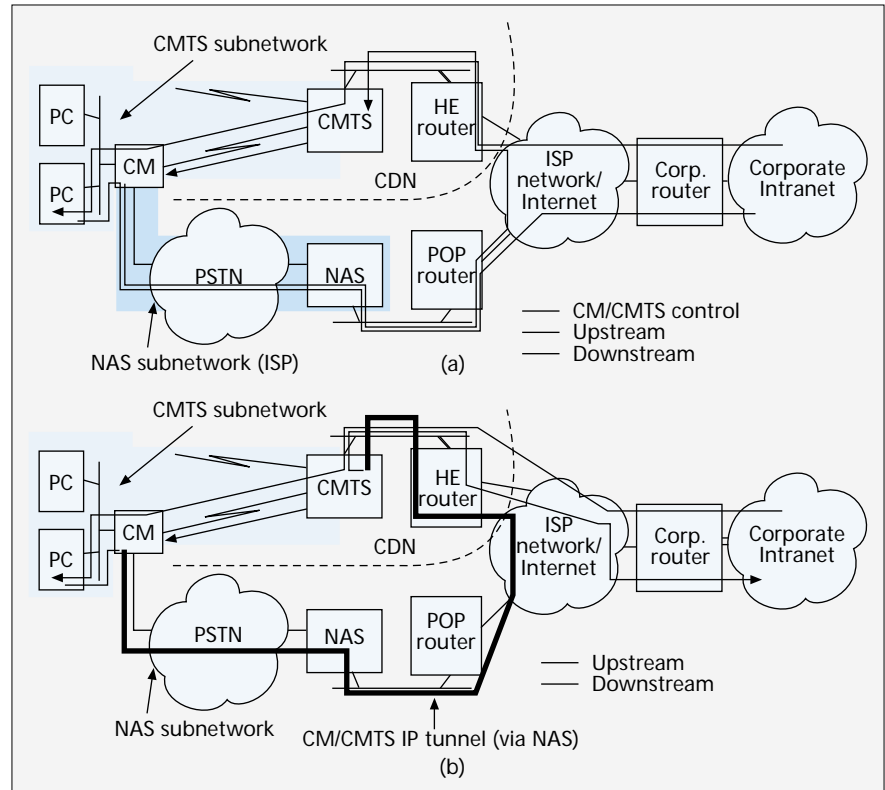 CMTS subnetwork
PC
CMTS
HE
router
PC
CM
CDN
ISP
network/
Internet
Corp.
router
Corporate
Intranet
PSTN
NAS
POP
router
CM/CMTS control
Upstream
Downstream
NAS subnetwork (ISP)
(a)
CMTS subnetwork
PC
CMTS
HE
router
PC
CM
CDN
ISP
network/
Internet
Corp.
router
Corporate
Intranet
PSTN
NAS
POP
router
Upstream
Downstream
NAS subnetwork
CM/CMTS IP tunnel (via NAS)
(b)